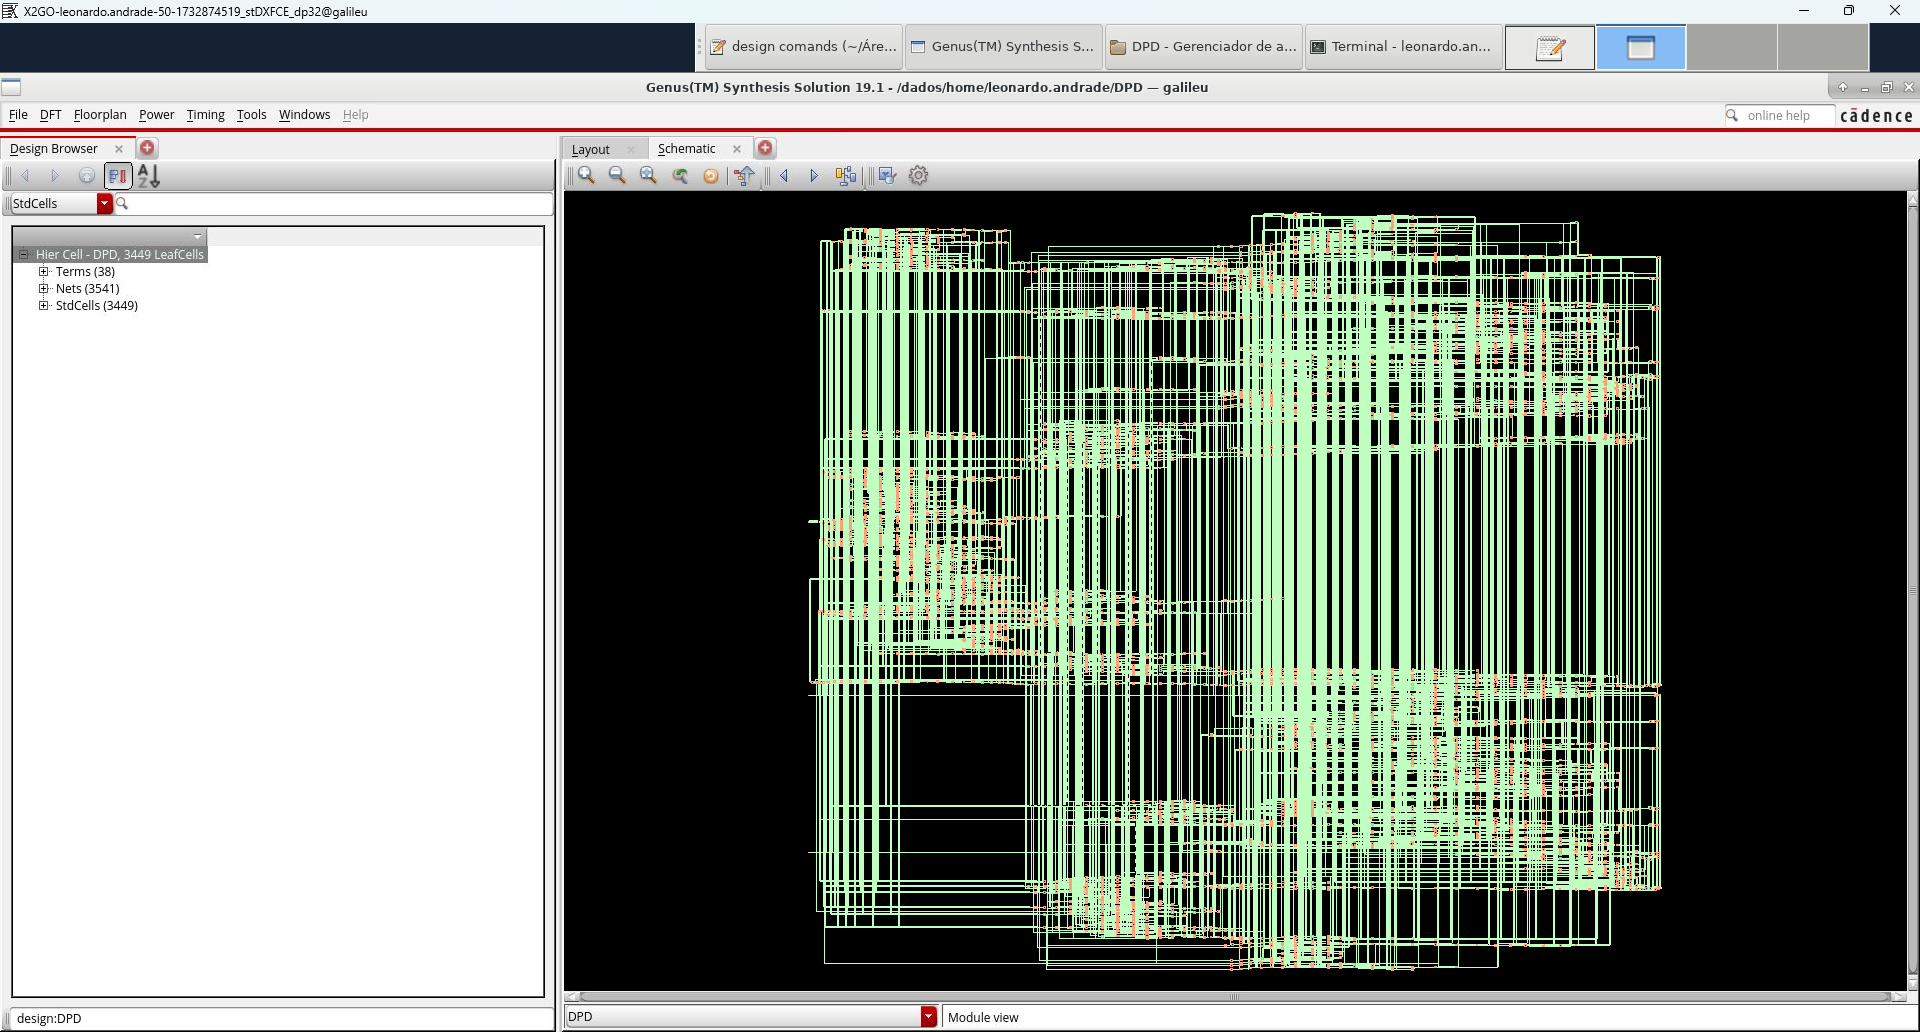 X2GO-leonardo.andrade-50-1732874519_stDXFCE_dp32@galileu
design comands (~/Áre...
Genus(TM) Synthesis S...
DPD - Gerenciador de a...
Terminal - leonardo.an...
Genus(TM) Synthesis Solution 19.1 - /dados/home/leonardo.andrade/DPD — galileu
File DFT Floorplan Power Timing Tools Windows Help
online help
cādence
Design Browser
Layout
Schematic
StdCells
Hier Cell - DPD, 3449 LeafCells
Terms (38)
Nets (3541)
StdCells (3449)
design:DPD
DPD
Module view